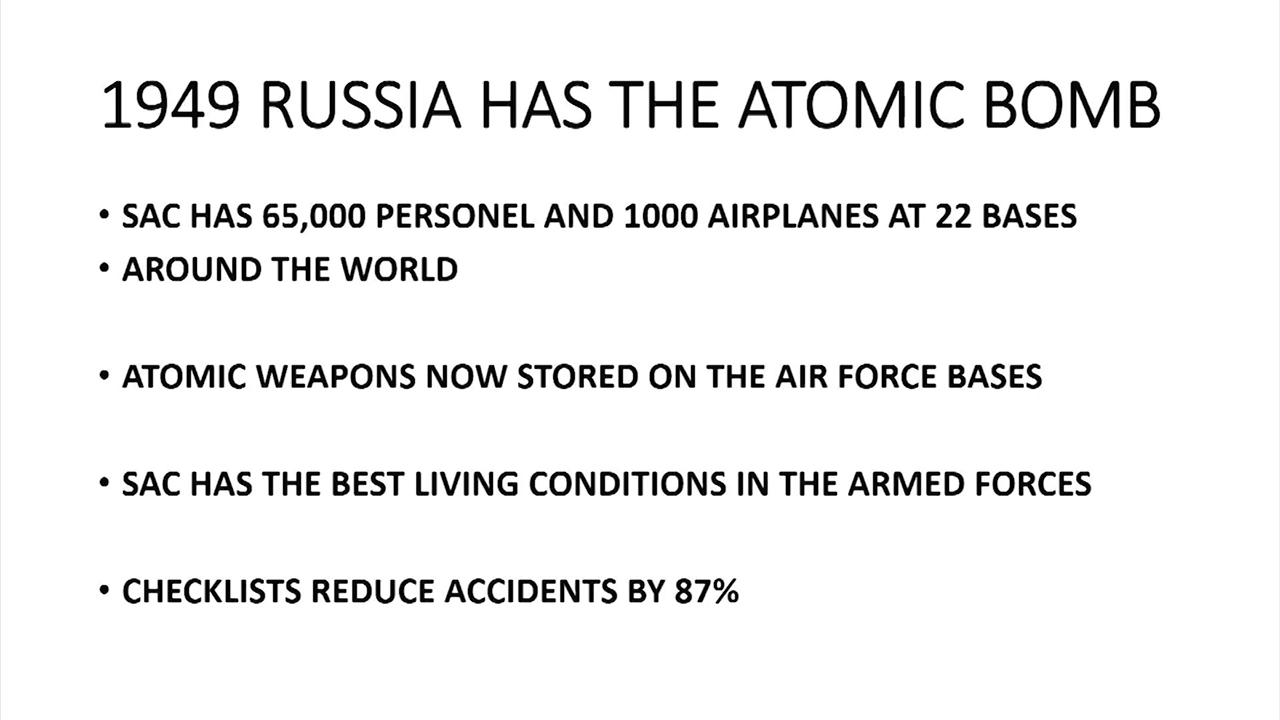 1949 RUSSIA HAS THE ATOMIC BOMB
• SAC HAS 65,000 PERSONEL AND 1000 AIRPLANES AT 22 BASES
• AROUND THE WORLD
• ATOMIC WEAPONS NOW STORED ON THE AIR FORCE BASES
• SAC HAS THE BEST LIVING CONDITIONS IN THE ARMED FORCES
• CHECKLISTS REDUCE ACCIDENTS BY 87%